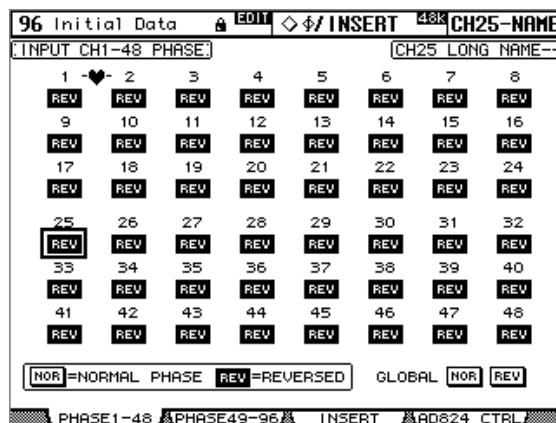 96 Initial Data EDIT ◇ϕ/INSERT 48K CH25-NAME
INPUT CH1-48 PHASE CH25 LONG NAME--
1 -♥- 2 3 4 5 6 7 8
REV REV REV REV REV REV REV REV
9 10 11 12 13 14 15 16
REV REV REV REV REV REV REV REV
17 18 19 20 21 22 23 24
REV REV REV REV REV REV REV REV
25 26 27 28 29 30 31 32
REV REV REV REV REV REV REV REV
33 34 35 36 37 38 39 40
REV REV REV REV REV REV REV REV
41 42 43 44 45 46 47 48
REV REV REV REV REV REV REV REV
NOR=NORMAL PHASE REV=REVERSED GLOBAL NOR REV
PHASE1-48 PHASE49-96 INSERT AD824 CTRL